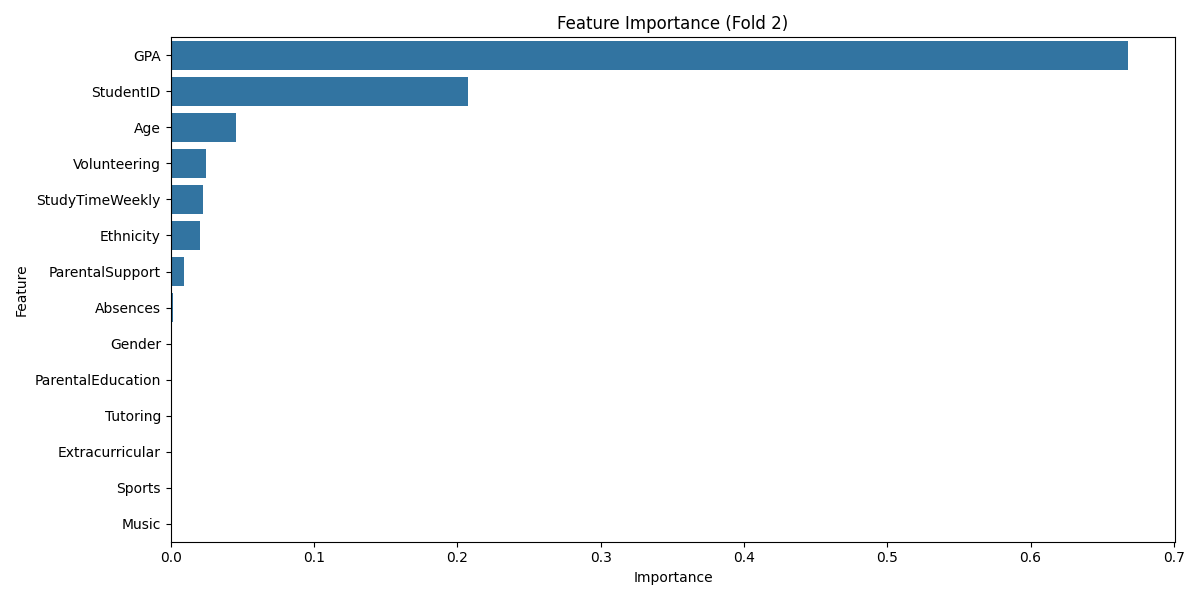 Feature Importance (Fold 2)
GPA
StudentID
Age
Volunteering
StudyTimeWeekly
Ethnicity
ParentalSupport
Absences
Gender
ParentalEducation
Tutoring
Extracurricular
Sports
Music
Feature
0.0 0.1 0.2 0.3 0.4 0.5 0.6 0.7
Importance